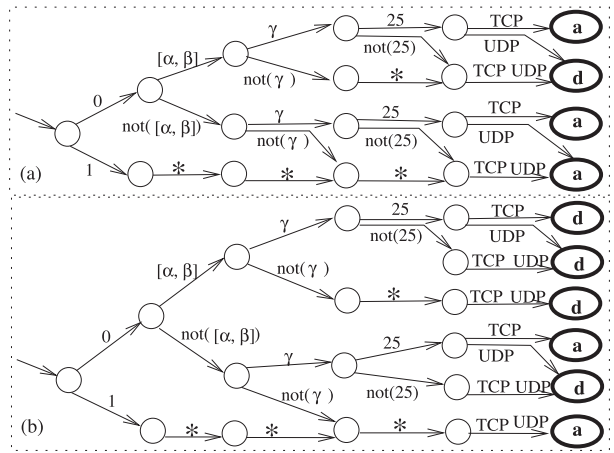 γ 25 TCP a
[α, β] not(25) UDP
0 not(γ) * TCP UDP d
not([α, β]) γ 25 TCP a
not(γ) not(25) UDP
1 * * * TCP UDP a
(a)
γ 25 TCP d
not(25) UDP
[α, β] TCP UDP d
not(γ)
* TCP UDP d
0 not([α, β]) 25 TCP a
γ UDP
not(γ) not(25) TCP UDP d
1 * * * TCP UDP a
(b)